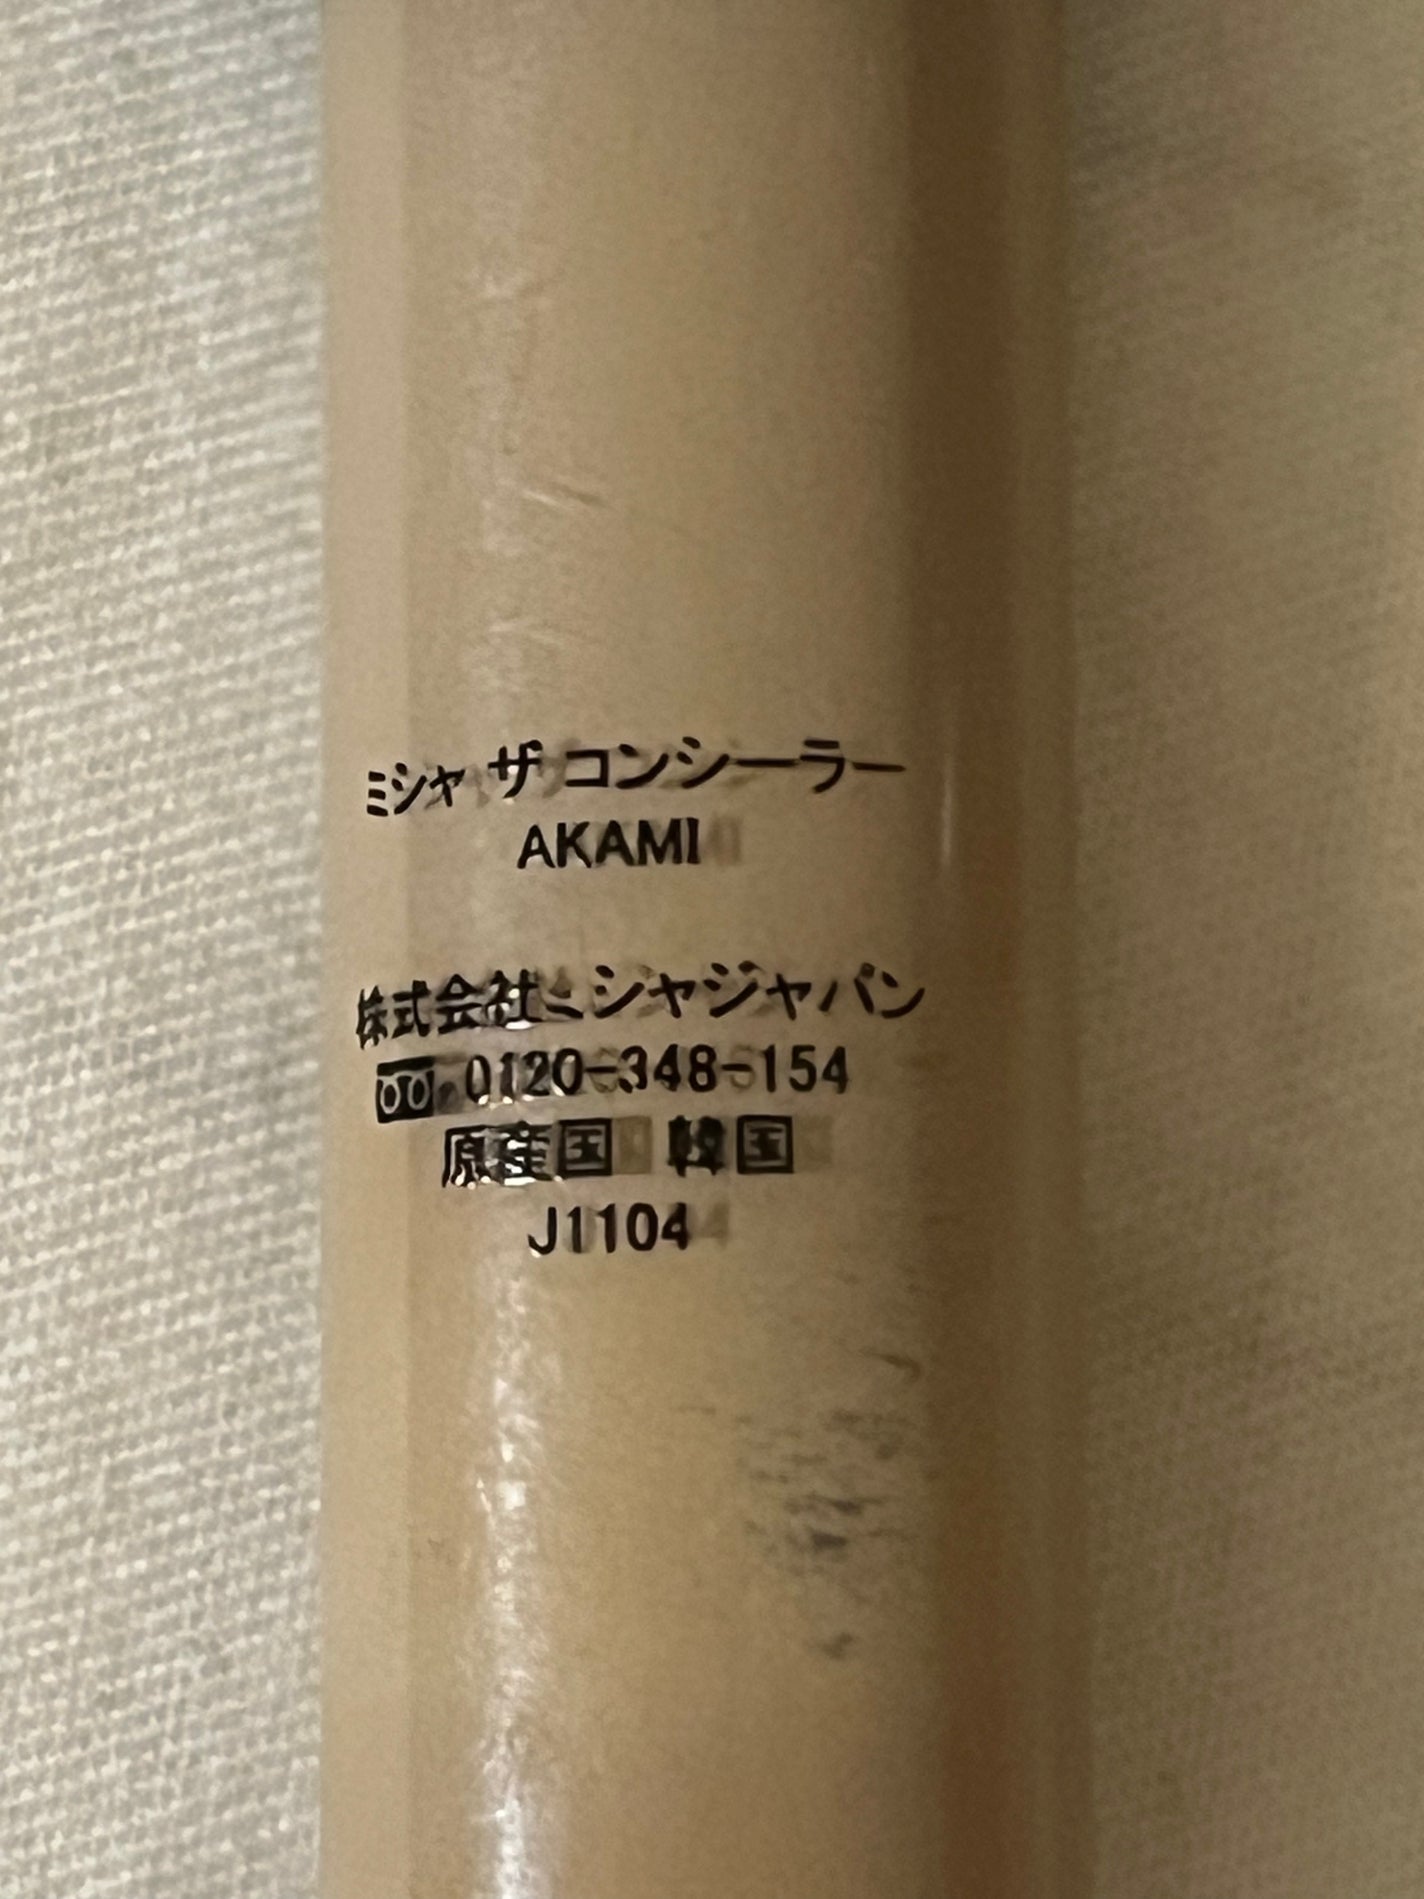 ミシャ ザ コンシーラー
AKAMI
株式会社ミシャジャパン
0120-348-154
原産国 韓国
J1104